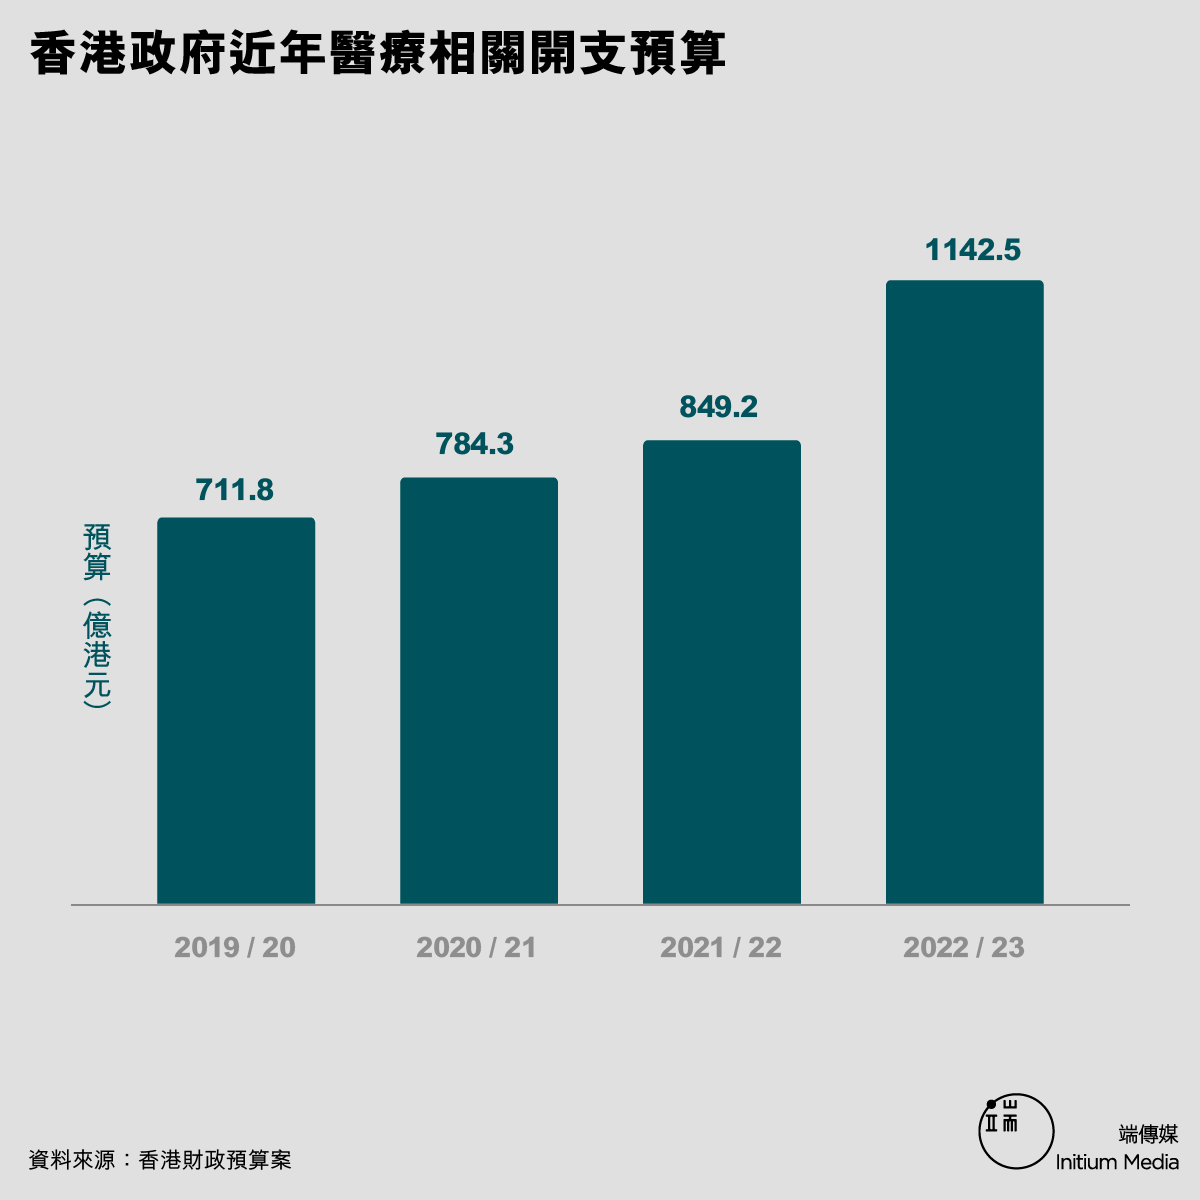 香港政府近年醫療相關開支預算
1142.5
849.2
784.3
711.8
預算（億港元）
2019 / 20
2020 / 21
2021 / 22
2022 / 23
端
端傳媒
Initium Media
資料來源：香港財政預算案